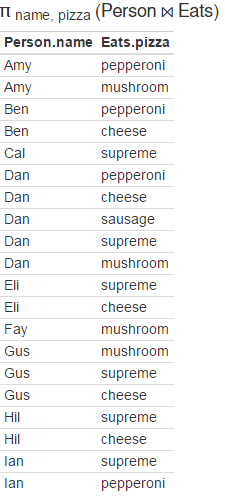 π name, pizza (Person ⋈ Eats)
Person.name Eats.pizza
Amy pepperoni
Amy mushroom
Ben pepperoni
Ben cheese
Cal supreme
Dan pepperoni
Dan cheese
Dan sausage
Dan supreme
Dan mushroom
Eli supreme
Eli cheese
Fay mushroom
Gus mushroom
Gus supreme
Gus cheese
Hil supreme
Hil cheese
Ian supreme
Ian pepperoni